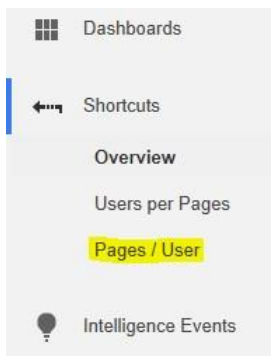 Dashboards
Shortcuts
Overview
Users per Pages
Pages / User
Intelligence Events